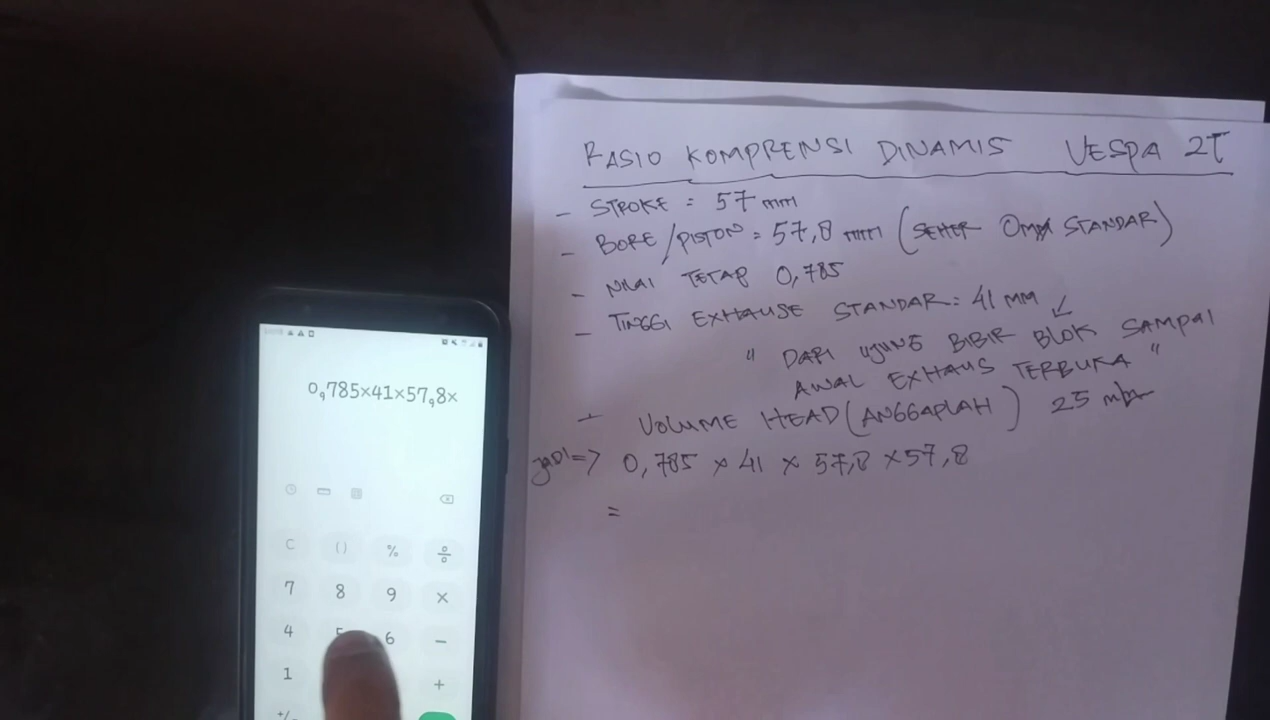 0,785×41×57,8×
C () % ÷
7 8 9 ×
4 5 6 −
1 +
+/-
RASIO KOMPRENSI DINAMIS VESPA 2T
- STROKE = 57 mm
- BORE/PISTON = 57,8 mm (SEHER STANDAR)
- NILAI TETAP 0,785
- TINGGI EXHAUSE STANDAR: 41 MM
" DARI UJUNG BIBIR BLOK SAMPAI
AWAL EXHAUS TERBUKA "
- VOLUME HEAD (ANGGAPLAH) 25
JADI => 0,785 × 41 × 57,8 × 57,8
=